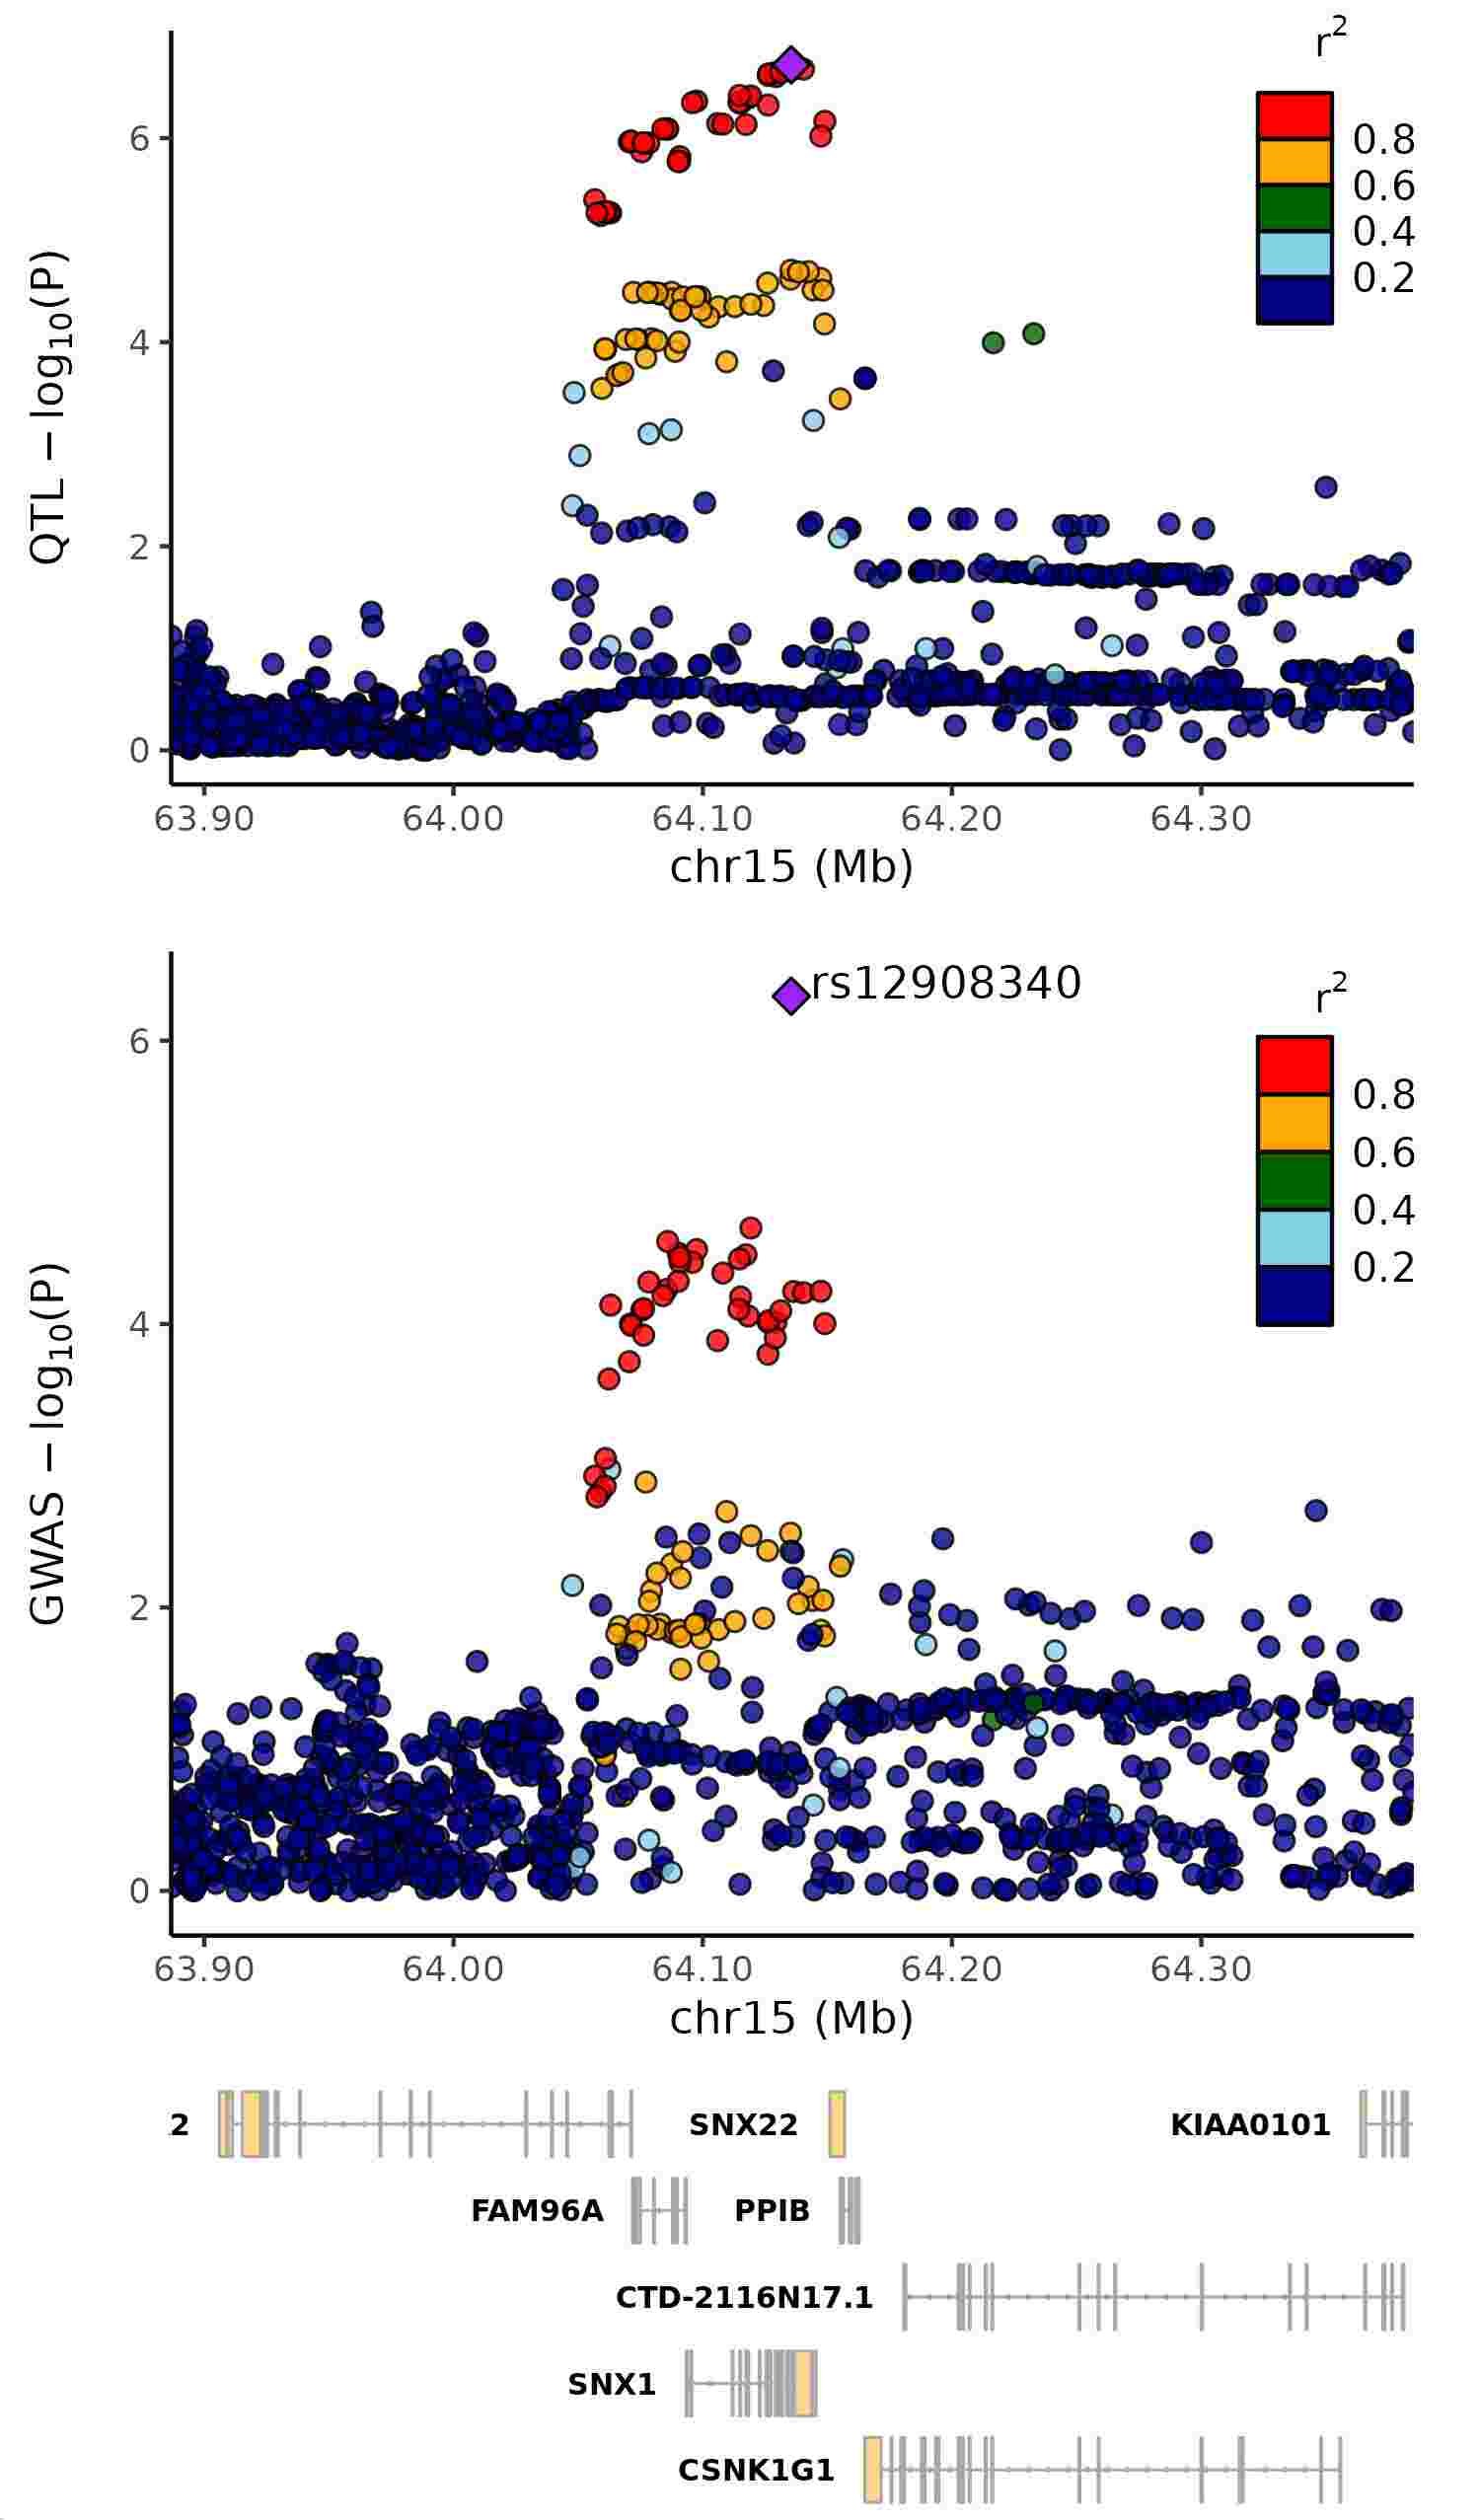 r2
0.8
0.6
0.4
0.2
QTL −log10(P)
6
4
2
0
63.90 64.00 64.10 64.20 64.30
chr15 (Mb)
rs12908340
r2
0.8
0.6
0.4
0.2
GWAS −log10(P)
6
4
2
0
63.90 64.00 64.10 64.20 64.30
chr15 (Mb)
2 SNX22 KIAA0101
FAM96A PPIB
CTD-2116N17.1
SNX1
CSNK1G1